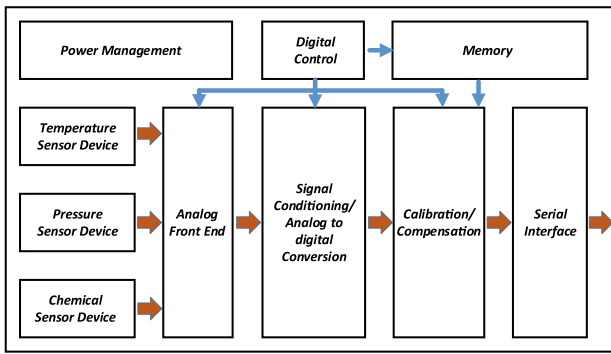 Power Management
Digital
Control
Memory
Temperature
Sensor Device
Pressure
Sensor Device
Chemical
Sensor Device
Analog
Front End
Signal
Conditioning/
Analog to
digital
Conversion
Calibration/
Compensation
Serial
Interface